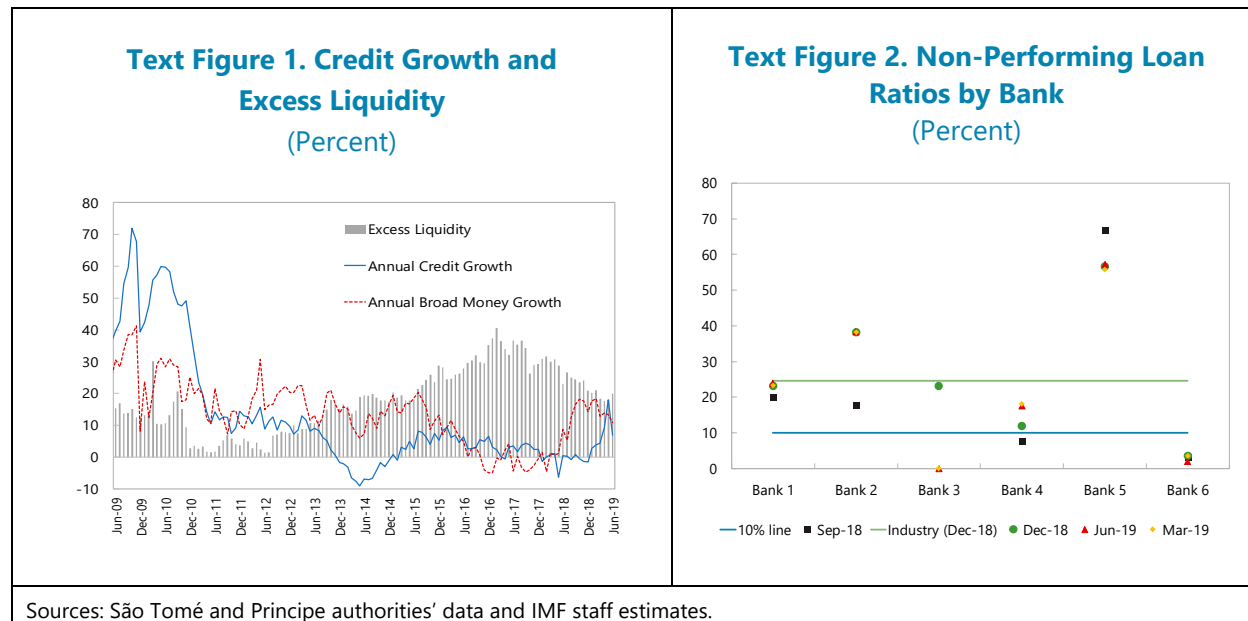 Text Figure 1. Credit Growth and
Excess Liquidity
(Percent)
80
70
60
50
40
30
20
10
0
-10
Excess Liquidity
Annual Credit Growth
Annual Broad Money Growth
Jun-09
Dec-09
Jun-10
Dec-10
Jun-11
Dec-11
Jun-12
Dec-12
Jun-13
Dec-13
Jun-14
Dec-14
Jun-15
Dec-15
Jun-16
Dec-16
Jun-17
Dec-17
Jun-18
Dec-18
Jun-19
Text Figure 2. Non-Performing Loan
Ratios by Bank
(Percent)
80
70
60
50
40
30
20
10
0
Bank 1 Bank 2 Bank 3 Bank 4 Bank 5 Bank 6
10% line Sep-18 Industry (Dec-18) Dec-18 Jun-19 Mar-19
Sources: São Tomé and Principe authorities’ data and IMF staff estimates.